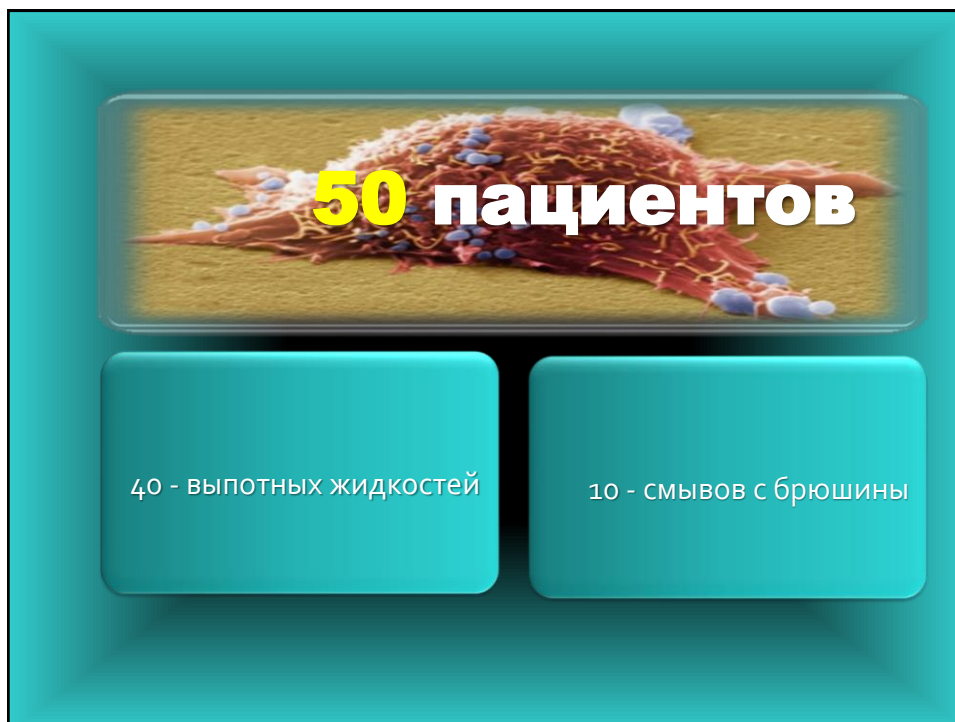 50 пациентов
40 - выпотных жидкостей
10 - смывов с брюшины